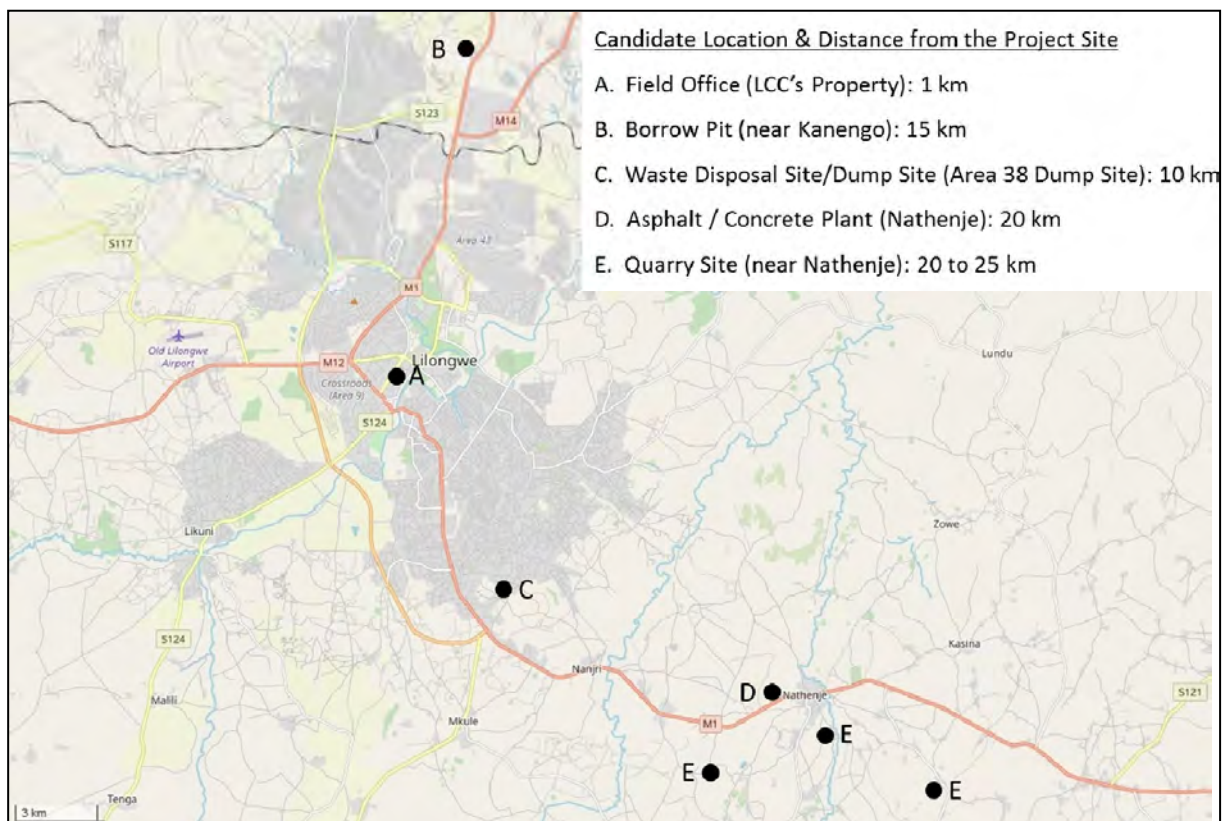 Candidate Location & Distance from the Project Site
A. Field Office (LCC's Property): 1 km
B. Borrow Pit (near Kanengo): 15 km
C. Waste Disposal Site/Dump Site (Area 38 Dump Site): 10 km
D. Asphalt / Concrete Plant (Nathenje): 20 km
E. Quarry Site (near Nathenje): 20 to 25 km
B
S123
M14
S117
Area 43
M1
Old Lilongwe
Airport
M12
Lilongwe
Crossroads
(Area 9)
A
S124
Lundu
Likuni
Zowe
C
S124
Nanjri
Kasina
D
Nathenje
S121
Malili
Mkule
M1
E
E
E
Tenga
3 km